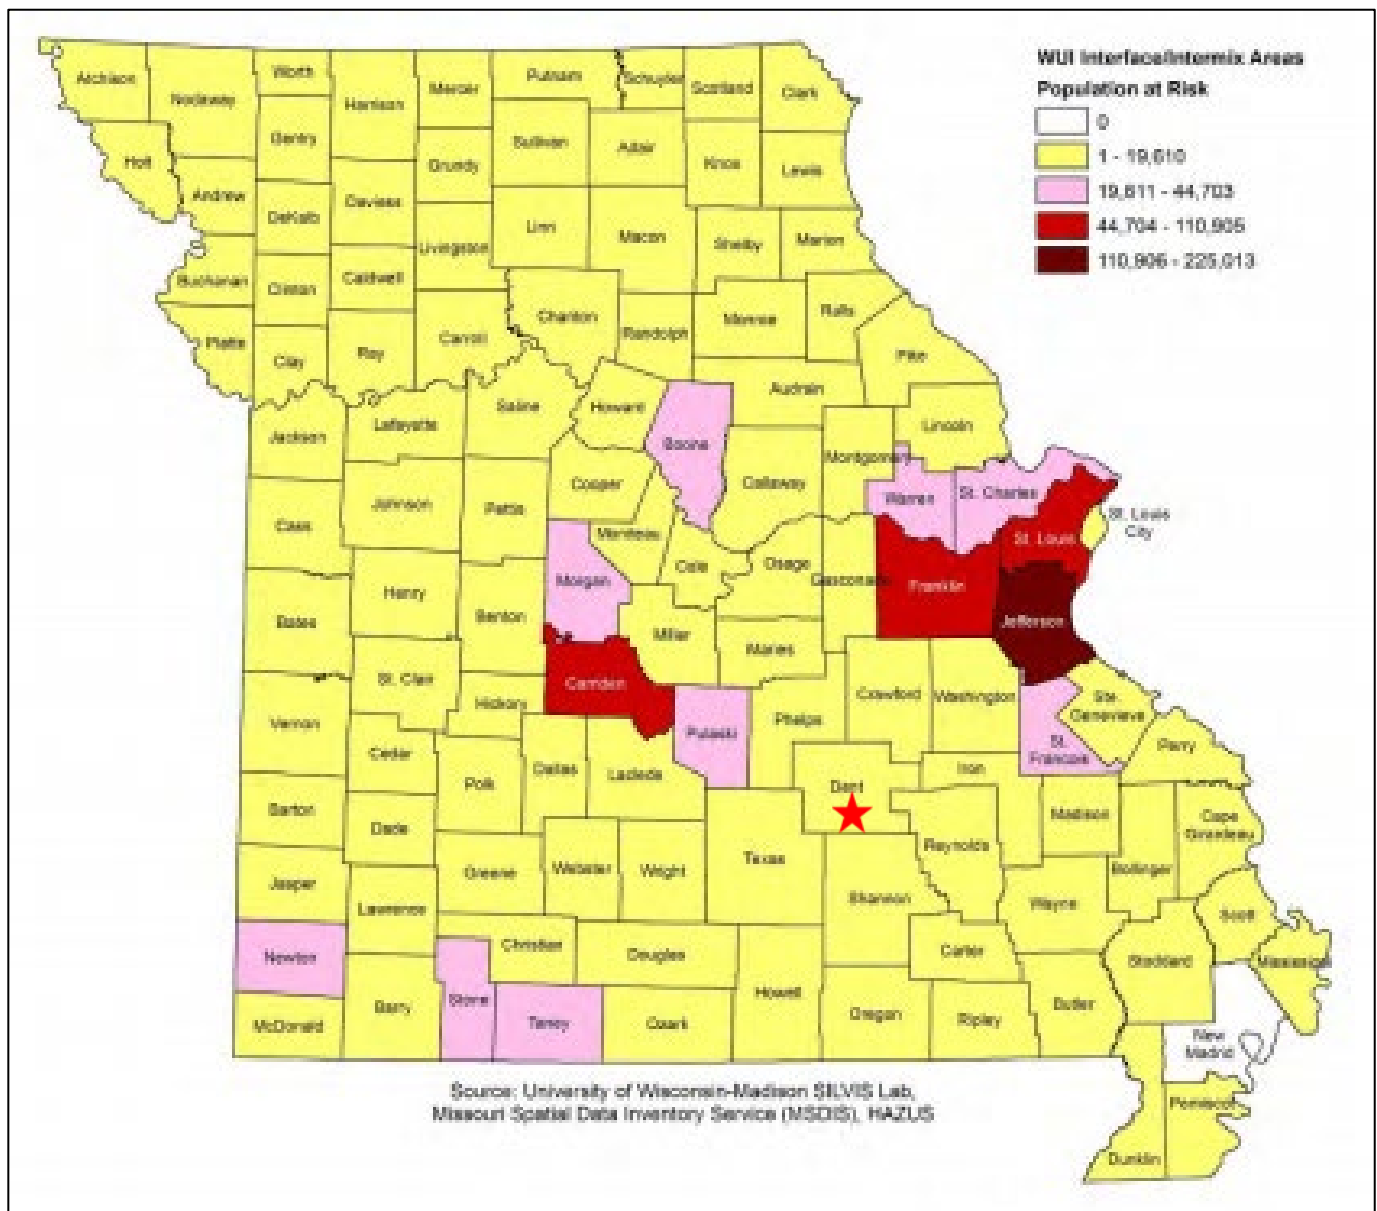 WUI Interface/Intermix Areas
Population at Risk
0
1 - 19,610
19,611 - 44,703
44,704 - 110,905
110,906 - 225,013
Atchison
Nodaway
Worth
Harrison
Mercer
Putnam
Schuyler
Scotland
Clark
Gentry
Sullivan
Adair
Knox
Lewis
Holt
Andrew
DeKalb
Daviess
Grundy
Linn
Macon
Shelby
Marion
Livingston
Buchanan
Clinton
Caldwell
Chariton
Randolph
Monroe
Ralls
Platte
Clay
Ray
Carroll
Pike
Audrain
Jackson
Lafayette
Saline
Howard
Boone
Lincoln
Callaway
Montgomery
Warren
St. Charles
Cass
Johnson
Pettis
Cooper
Moniteau
Cole
Osage
Gasconade
Franklin
St. Louis
St. Louis
City
Jefferson
Bates
Henry
Benton
Morgan
Miller
Maries
St. Clair
Hickory
Camden
Pulaski
Phelps
Crawford
Washington
Ste.
Genevieve
St.
Francois
Perry
Vernon
Cedar
Polk
Dallas
Laclede
Dent
Iron
Madison
Cape
Girardeau
Barton
Dade
Greene
Webster
Wright
Texas
Reynolds
Bollinger
Jasper
Lawrence
Shannon
Wayne
Scott
Newton
Christian
Douglas
Carter
Stoddard
Mississippi
McDonald
Barry
Stone
Taney
Ozark
Howell
Oregon
Ripley
Butler
New
Madrid
Pemiscot
Dunklin
Source: University of Wisconsin-Madison SILVIS Lab,
Missouri Spatial Data Inventory Service (MSDIS), HAZUS